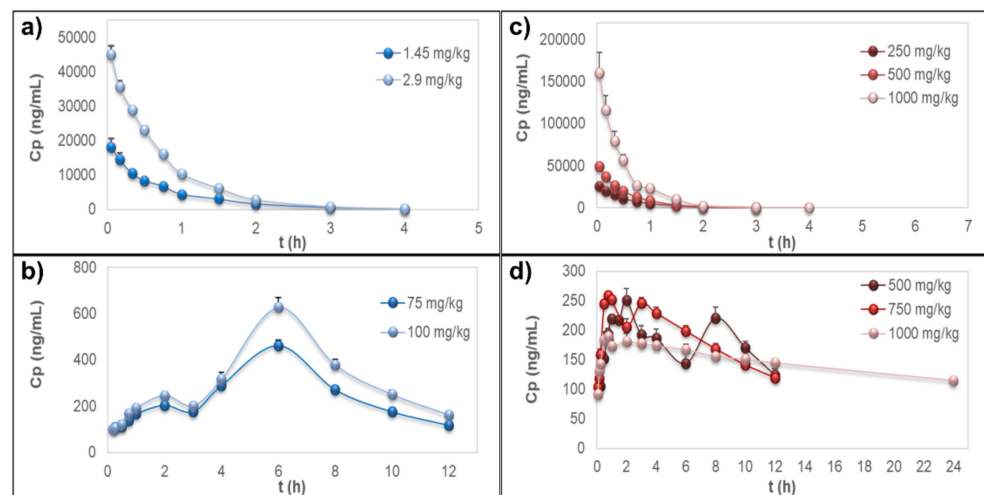 a)
50000
40000
30000
20000
10000
0
Cp (ng/mL)
1.45 mg/kg
2.9 mg/kg
0 1 2 3 4 5
t (h)
c)
200000
150000
100000
50000
0
Cp (ng/mL)
250 mg/kg
500 mg/kg
1000 mg/kg
0 1 2 3 4 5 6 7
t (h)
b)
800
600
400
200
0
Cp (ng/mL)
75 mg/kg
100 mg/kg
0 2 4 6 8 10 12
t (h)
d)
300
250
200
150
100
50
0
Cp (ng/mL)
500 mg/kg
750 mg/kg
1000 mg/kg
0 2 4 6 8 10 12 14 16 18 20 22 24
t (h)